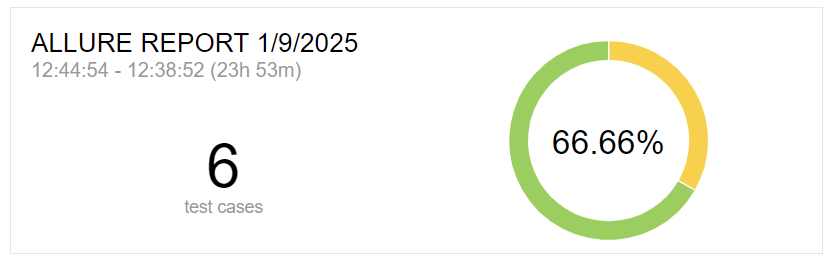 ALLURE REPORT 1/9/2025
12:44:54 - 12:38:52 (23h 53m)
6
test cases
66.66%